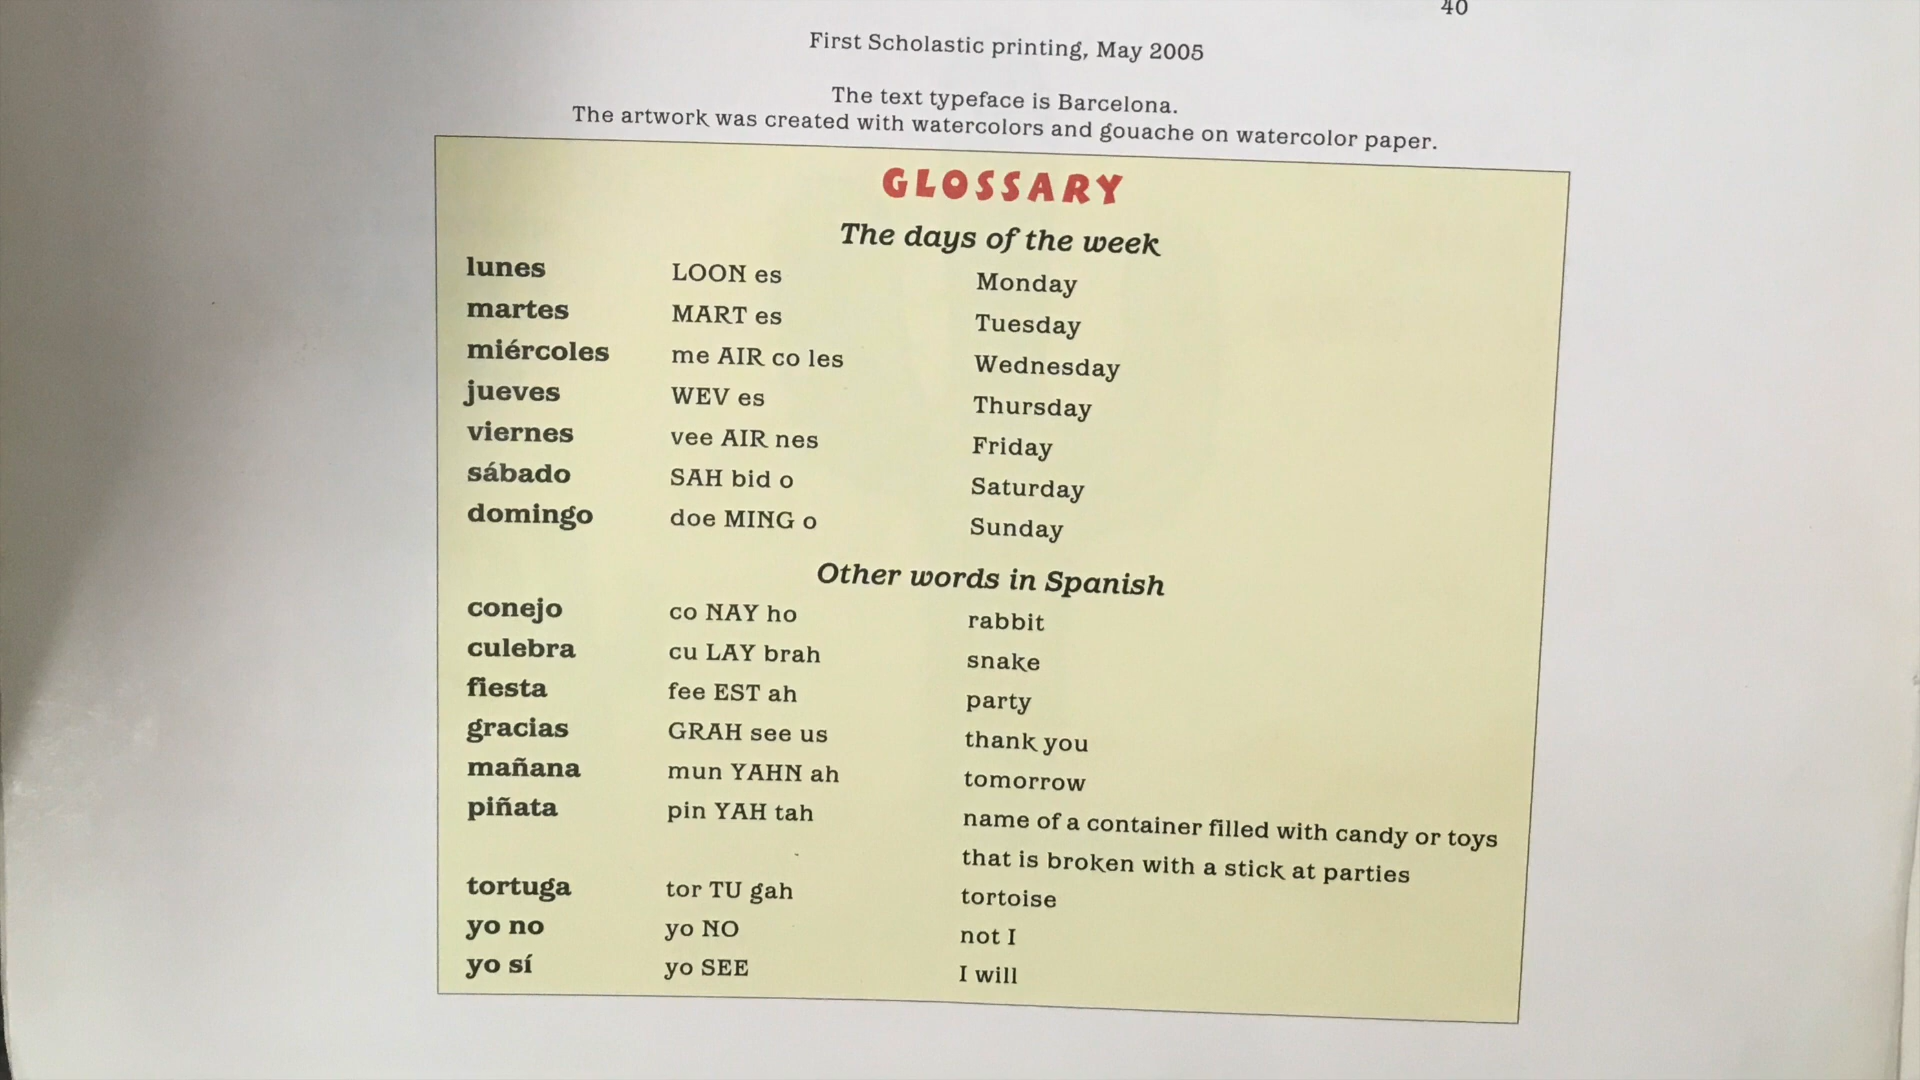 40
First Scholastic printing, May 2005
The text typeface is Barcelona.
The artwork was created with watercolors and gouache on watercolor paper.
GLOSSARY
The days of the week
lunes LOON es Monday
martes MART es Tuesday
miércoles me AIR co les Wednesday
jueves WEV es Thursday
viernes vee AIR nes Friday
sábado SAH bid o Saturday
domingo doe MING o Sunday
Other words in Spanish
conejo co NAY ho rabbit
culebra cu LAY brah snake
fiesta fee EST ah party
gracias GRAH see us thank you
mañana mun YAHN ah tomorrow
piñata pin YAH tah name of a container filled with candy or toys
that is broken with a stick at parties
tortuga tor TU gah tortoise
yo no yo NO not I
yo sí yo SEE I will